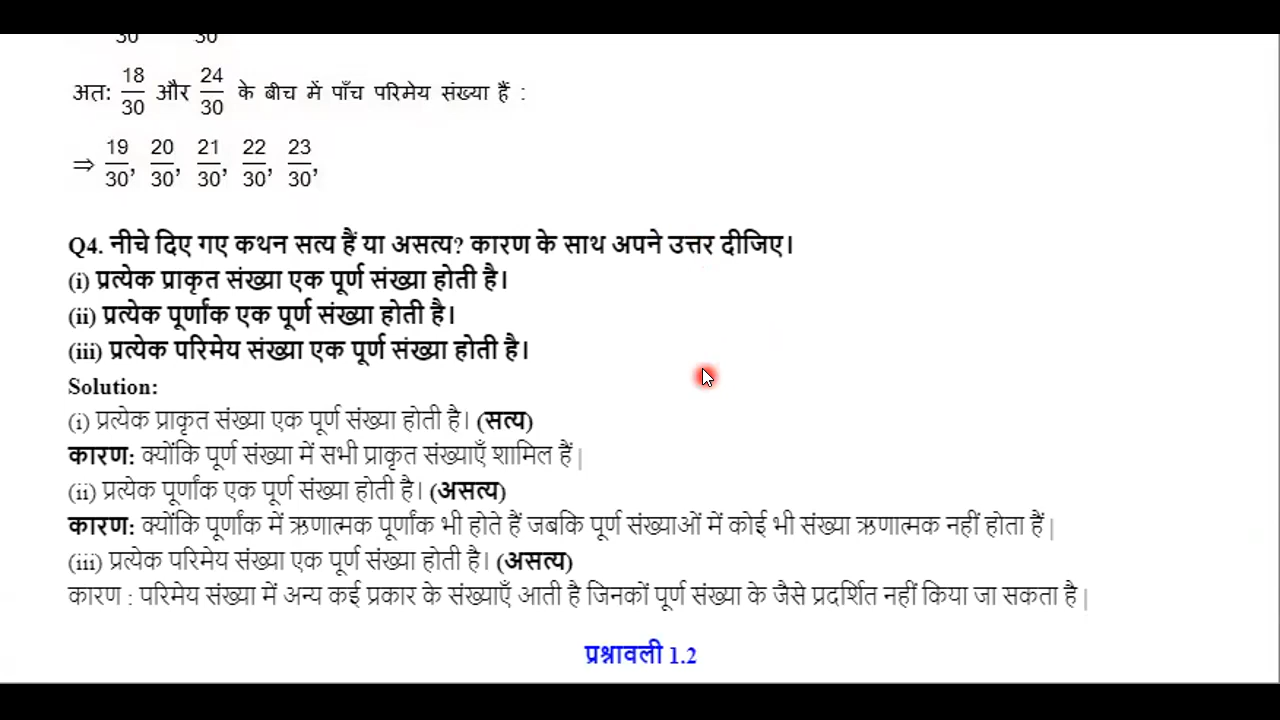 30 30
अतः 18/30 और 24/30 के बीच में पाँच परिमेय संख्या हैं :
⇒ 19/30, 20/30, 21/30, 22/30, 23/30,
Q4. नीचे दिए गए कथन सत्य हैं या असत्य? कारण के साथ अपने उत्तर दीजिए।
(i) प्रत्येक प्राकृत संख्या एक पूर्ण संख्या होती है।
(ii) प्रत्येक पूर्णांक एक पूर्ण संख्या होती है।
(iii) प्रत्येक परिमेय संख्या एक पूर्ण संख्या होती है।
Solution:
(i) प्रत्येक प्राकृत संख्या एक पूर्ण संख्या होती है। (सत्य)
कारण: क्योंकि पूर्ण संख्या में सभी प्राकृत संख्याएँ शामिल हैं |
(ii) प्रत्येक पूर्णांक एक पूर्ण संख्या होती है। (असत्य)
कारण: क्योंकि पूर्णांक में ऋणात्मक पूर्णांक भी होते हैं जबकि पूर्ण संख्याओं में कोई भी संख्या ऋणात्मक नहीं होता हैं |
(iii) प्रत्येक परिमेय संख्या एक पूर्ण संख्या होती है। (असत्य)
कारण : परिमेय संख्या में अन्य कई प्रकार के संख्याएँ आती है जिनकों पूर्ण संख्या के जैसे प्रदर्शित नहीं किया जा सकता है |
प्रश्नावली 1.2